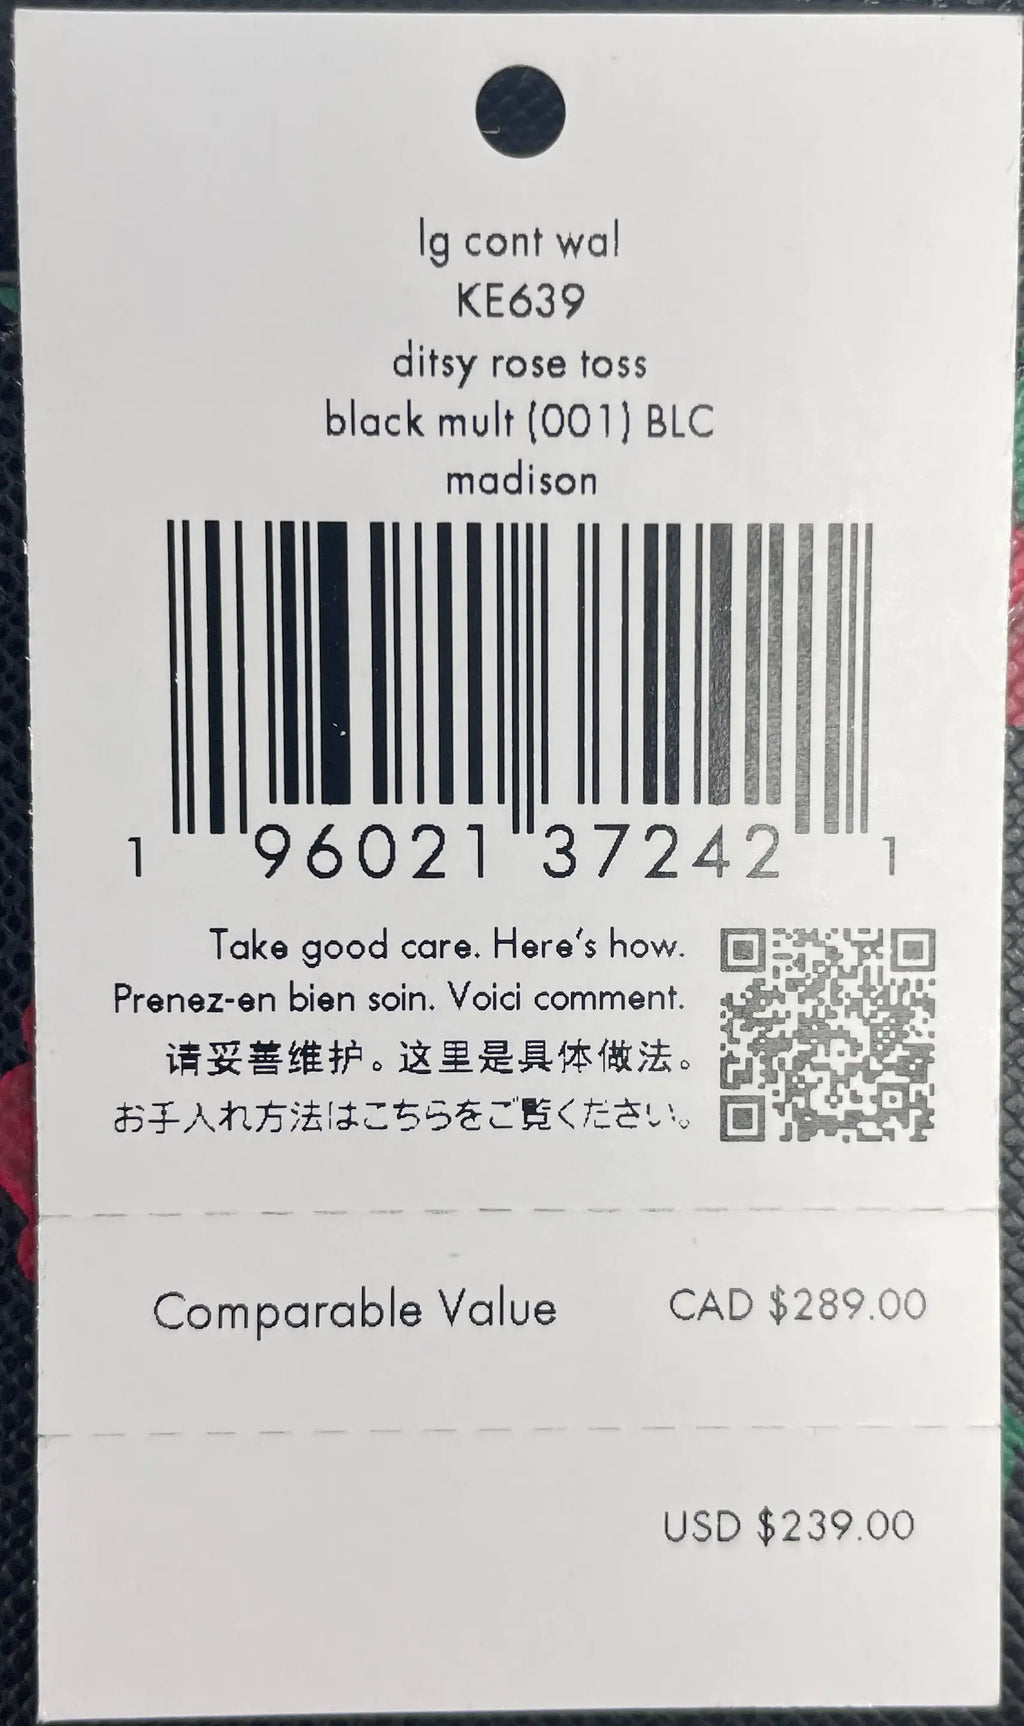 lg cont wal
KE639
ditsy rose toss
black mult (001) BLC
madison
1 96021 37242 1
Take good care. Here's how.
Prenez-en bien soin. Voici comment.
请妥善维护。这里是具体做法。
お手入れ方法はこちらをご覧ください。
Comparable Value CAD $289.00
USD $239.00